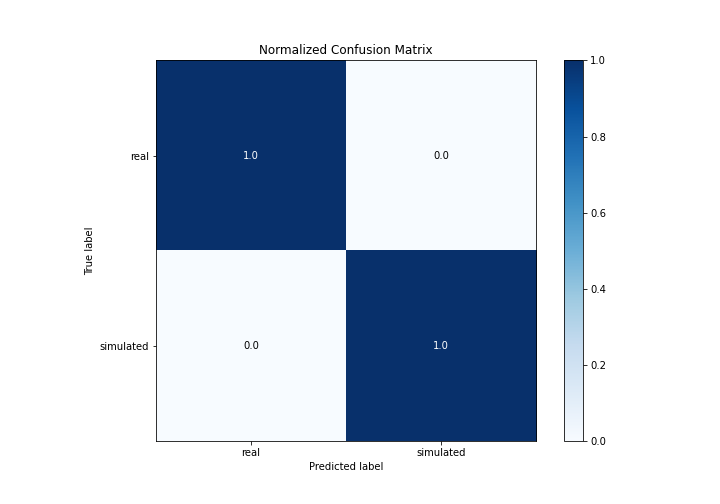 Normalized Confusion Matrix
True label
real
simulated
1.0
0.0
0.0
1.0
real
simulated
Predicted label
1.0
0.8
0.6
0.4
0.2
0.0